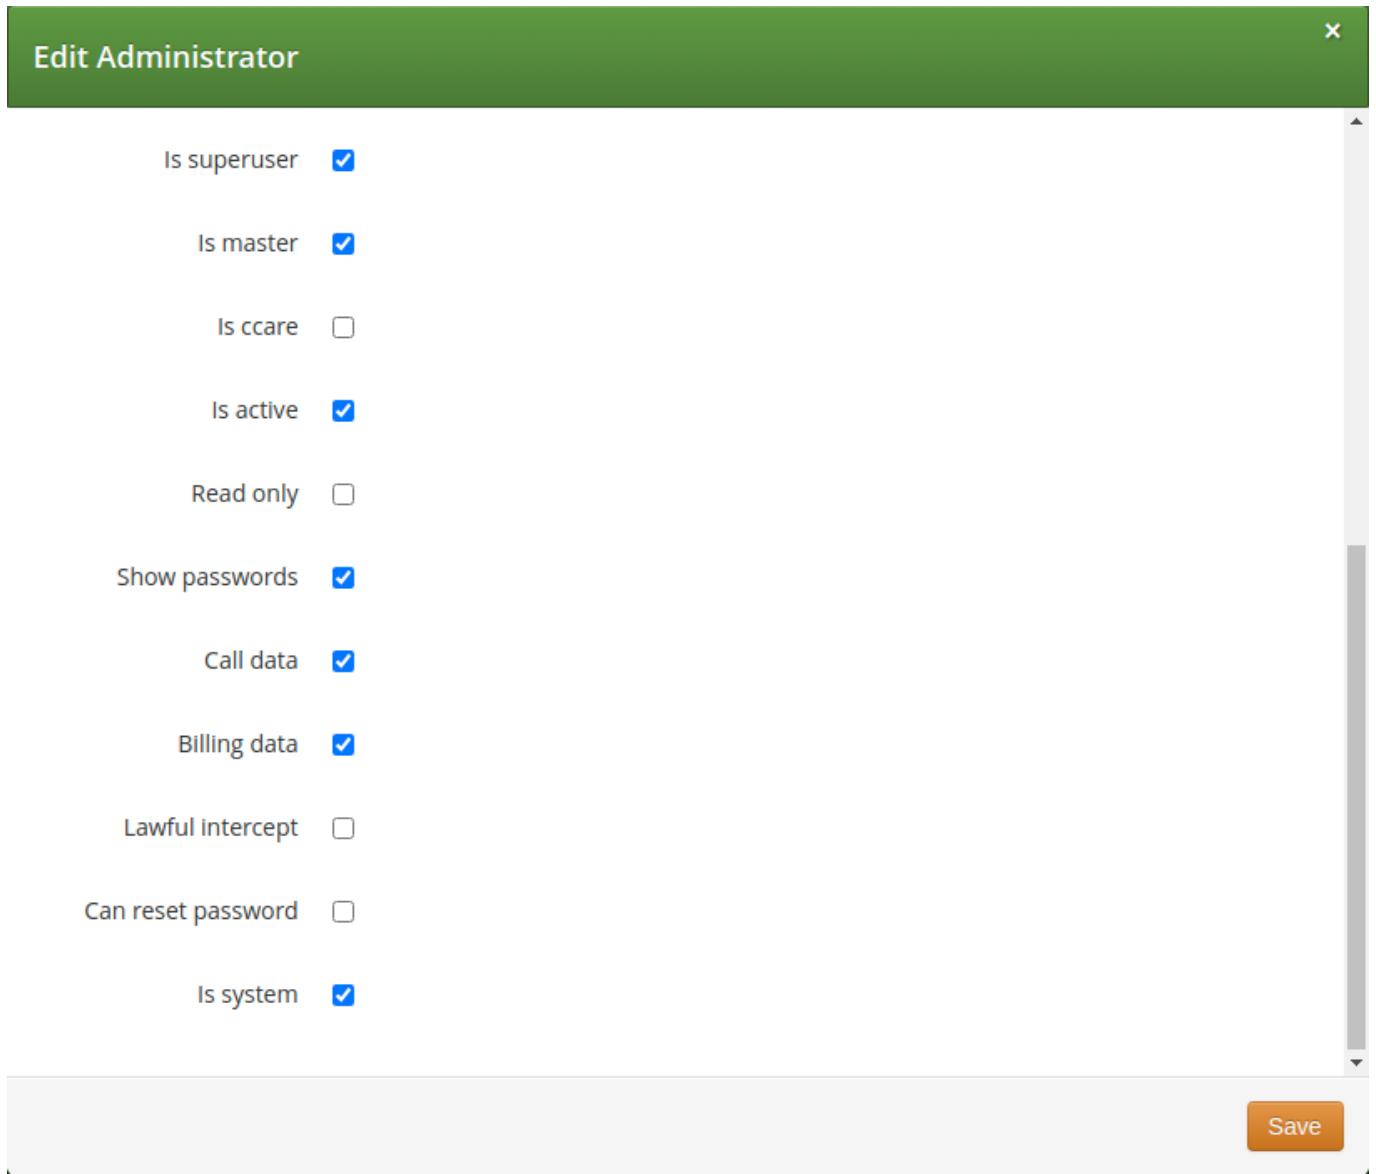 Edit Administrator
×
Is superuser
Is master
Is ccare
Is active
Read only
Show passwords
Call data
Billing data
Lawful intercept
Can reset password
Is system
Save